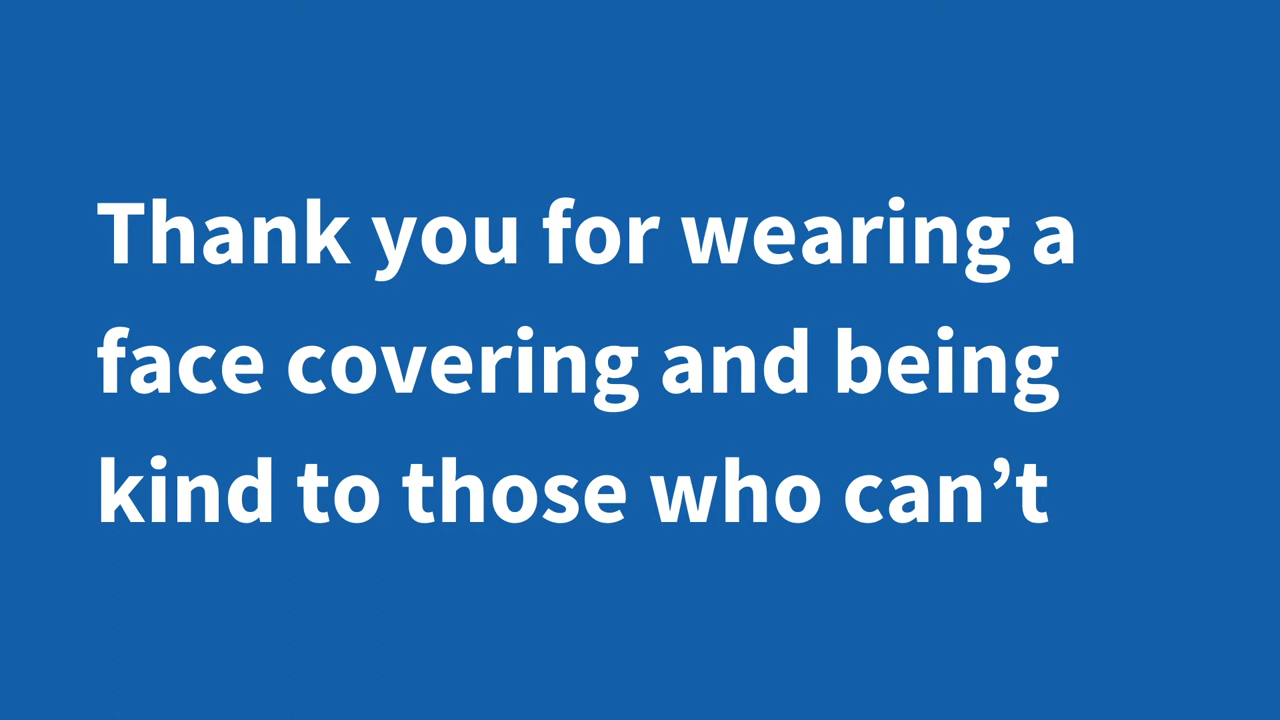 Thank you for wearing a
face covering and being
kind to those who can’t